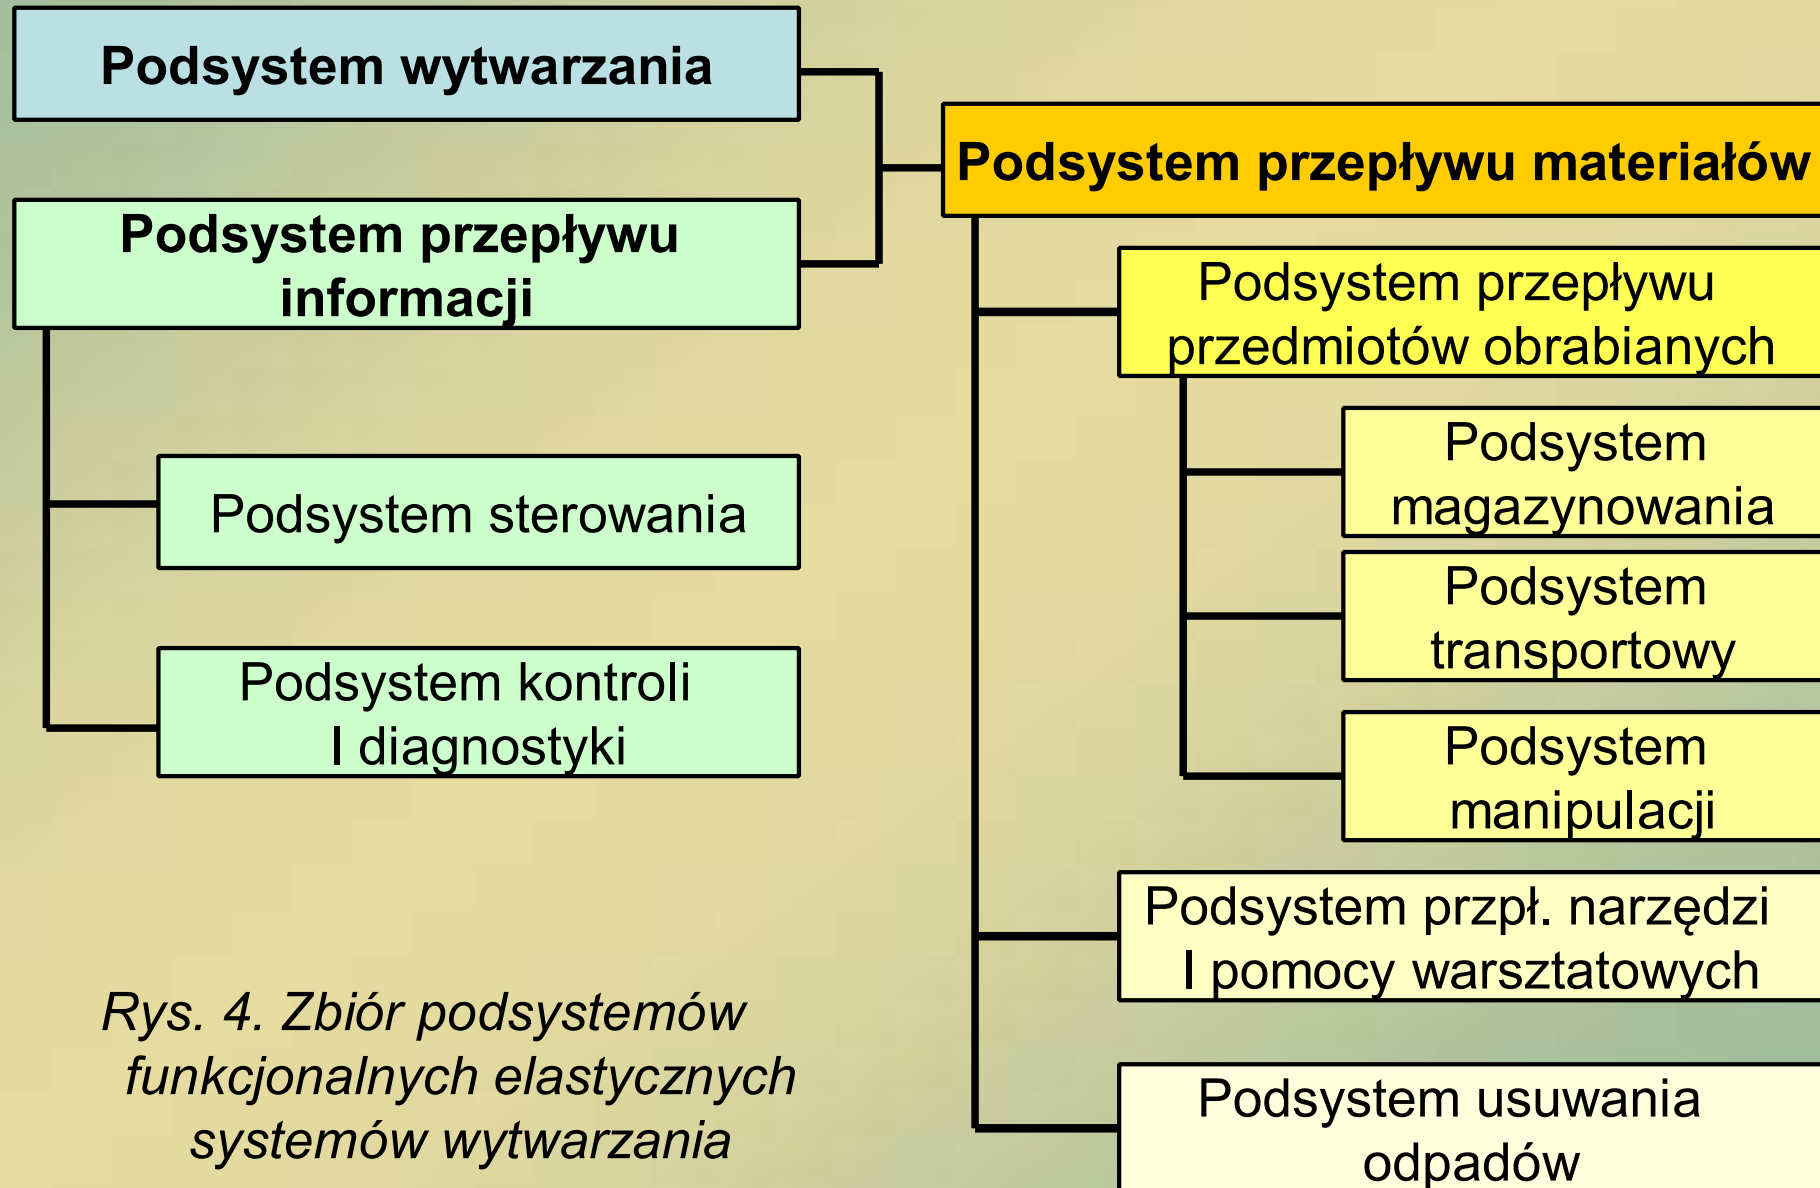 Podsystem wytwarzania
Podsystem przepływu
informacji
Podsystem sterowania
Podsystem kontroli
I diagnostyki
Podsystem przepływu materiałów
Podsystem przepływu
przedmiotów obrabianych
Podsystem
magazynowania
Podsystem
transportowy
Podsystem
manipulacji
Podsystem przpł. narzędzi
I pomocy warsztatowych
Podsystem usuwania
odpadów
Rys. 4. Zbiór podsystemów
funkcjonalnych elastycznych
systemów wytwarzania